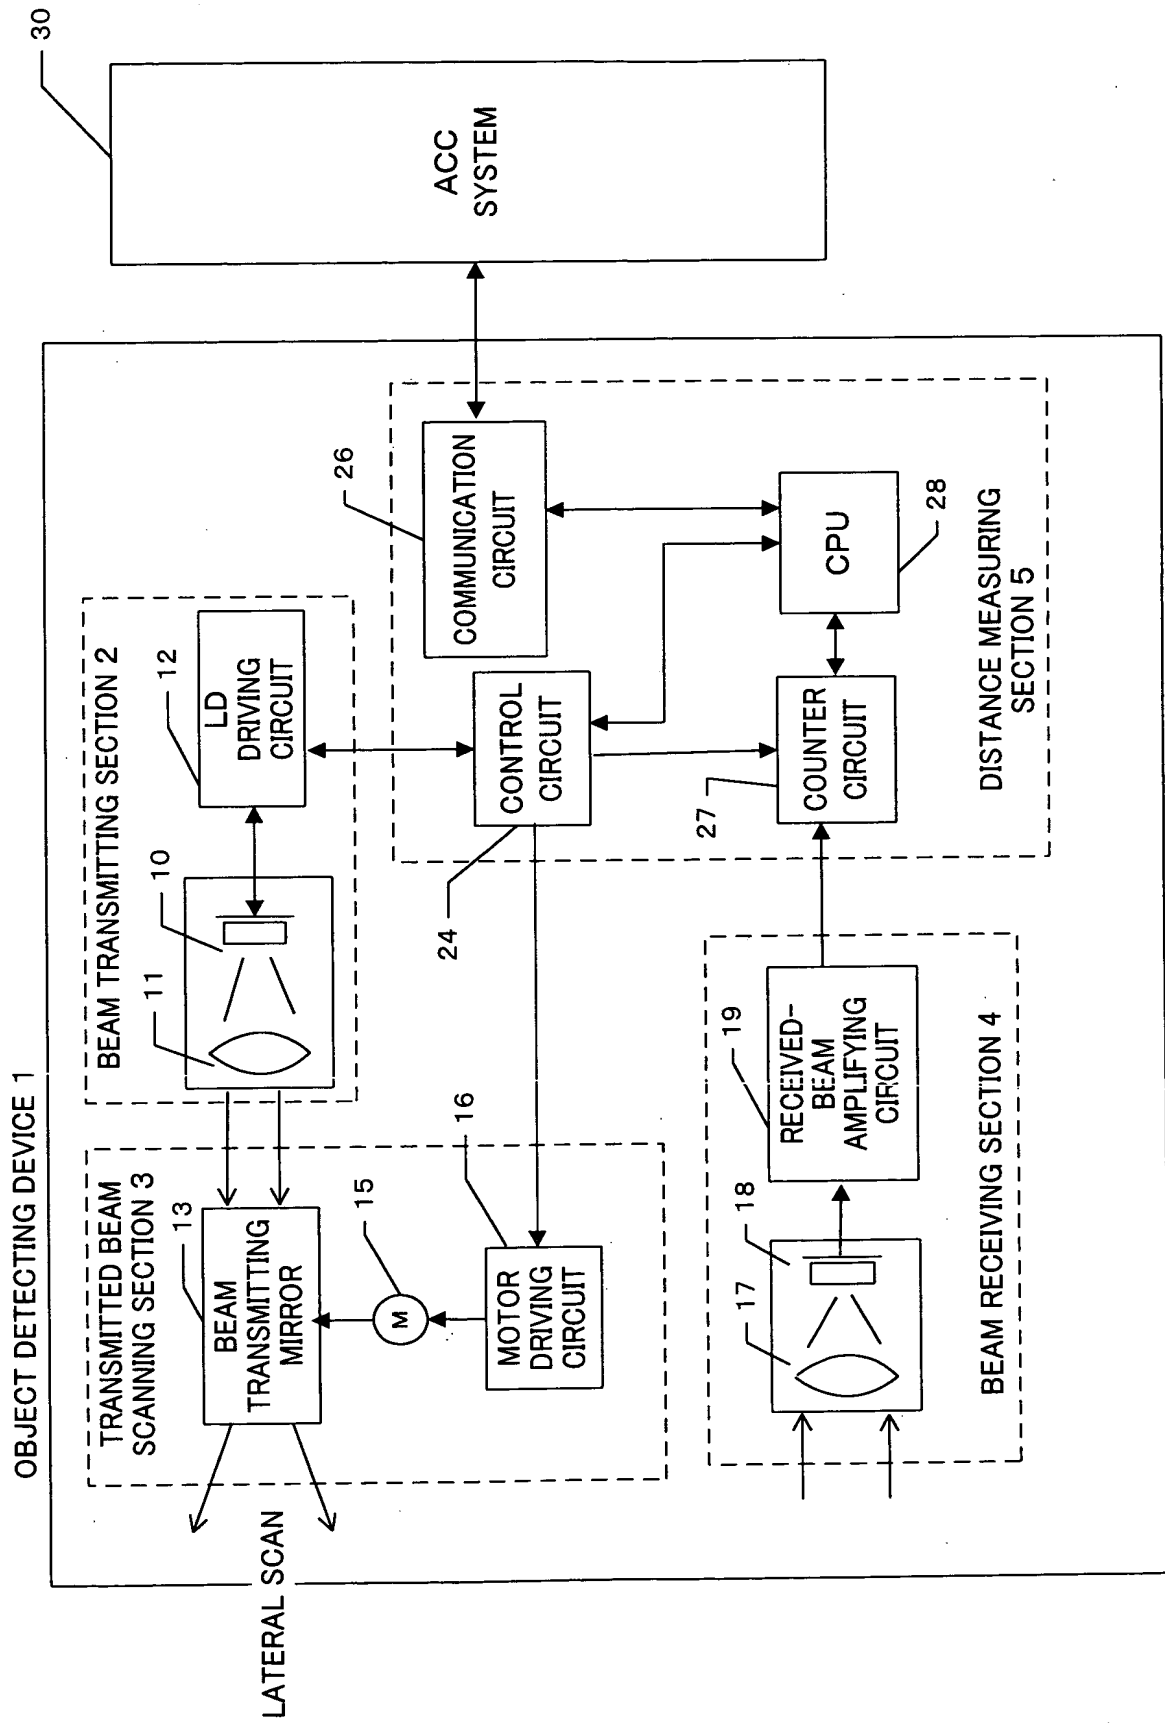 OBJECT DETECTING DEVICE 1
30
ACC
SYSTEM
BEAM TRANSMITTING SECTION 2
11
10
12
LD
DRIVING
CIRCUIT
TRANSMITTED BEAM
SCANNING SECTION 3
13
BEAM
TRANSMITTING
MIRROR
LATERAL SCAN
15
M
16
MOTOR
DRIVING
CIRCUIT
24
CONTROL
CIRCUIT
26
COMMUNICATION
CIRCUIT
27
COUNTER
CIRCUIT
CPU
28
DISTANCE MEASURING
SECTION 5
17
18
19
RECEIVED-
BEAM
AMPLIFYING
CIRCUIT
BEAM RECEIVING SECTION 4